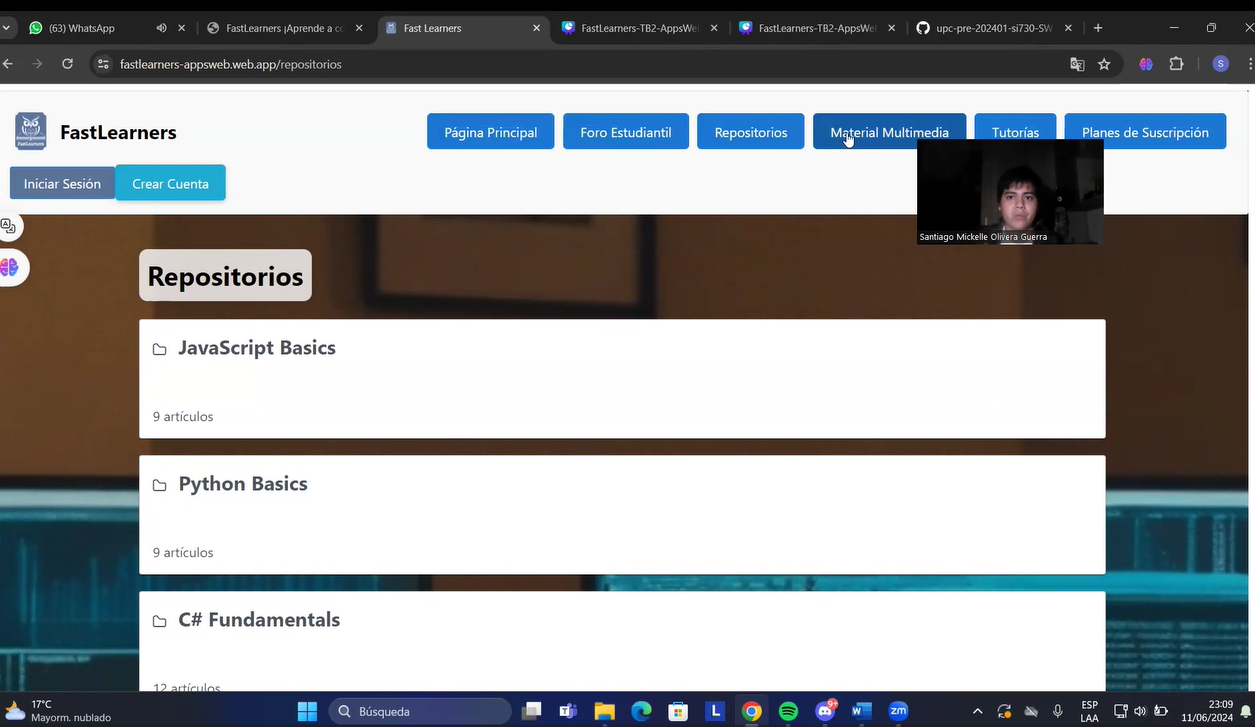 (63) WhatsApp
FastLearners ¡Aprende a co
Fast Learners
FastLearners-TB2-AppsWe
FastLearners-TB2-AppsWe
upc-pre-202401-si730-SW
fastlearners-appsweb.web.app/repositorios
S
FastLearners
FastLearners
Página Principal
Foro Estudiantil
Repositorios
Material Multimedia
Tutorías
Planes de Suscripción
Iniciar Sesión
Crear Cuenta
Santiago Mickelle Olivera Guerra
Repositorios
JavaScript Basics
9 artículos
Python Basics
9 artículos
C# Fundamentals
12 artículos
17°C
Mayorm. nublado
Búsqueda
L
9+
W
zm
ESP
LAA
23:09
11/06/2024